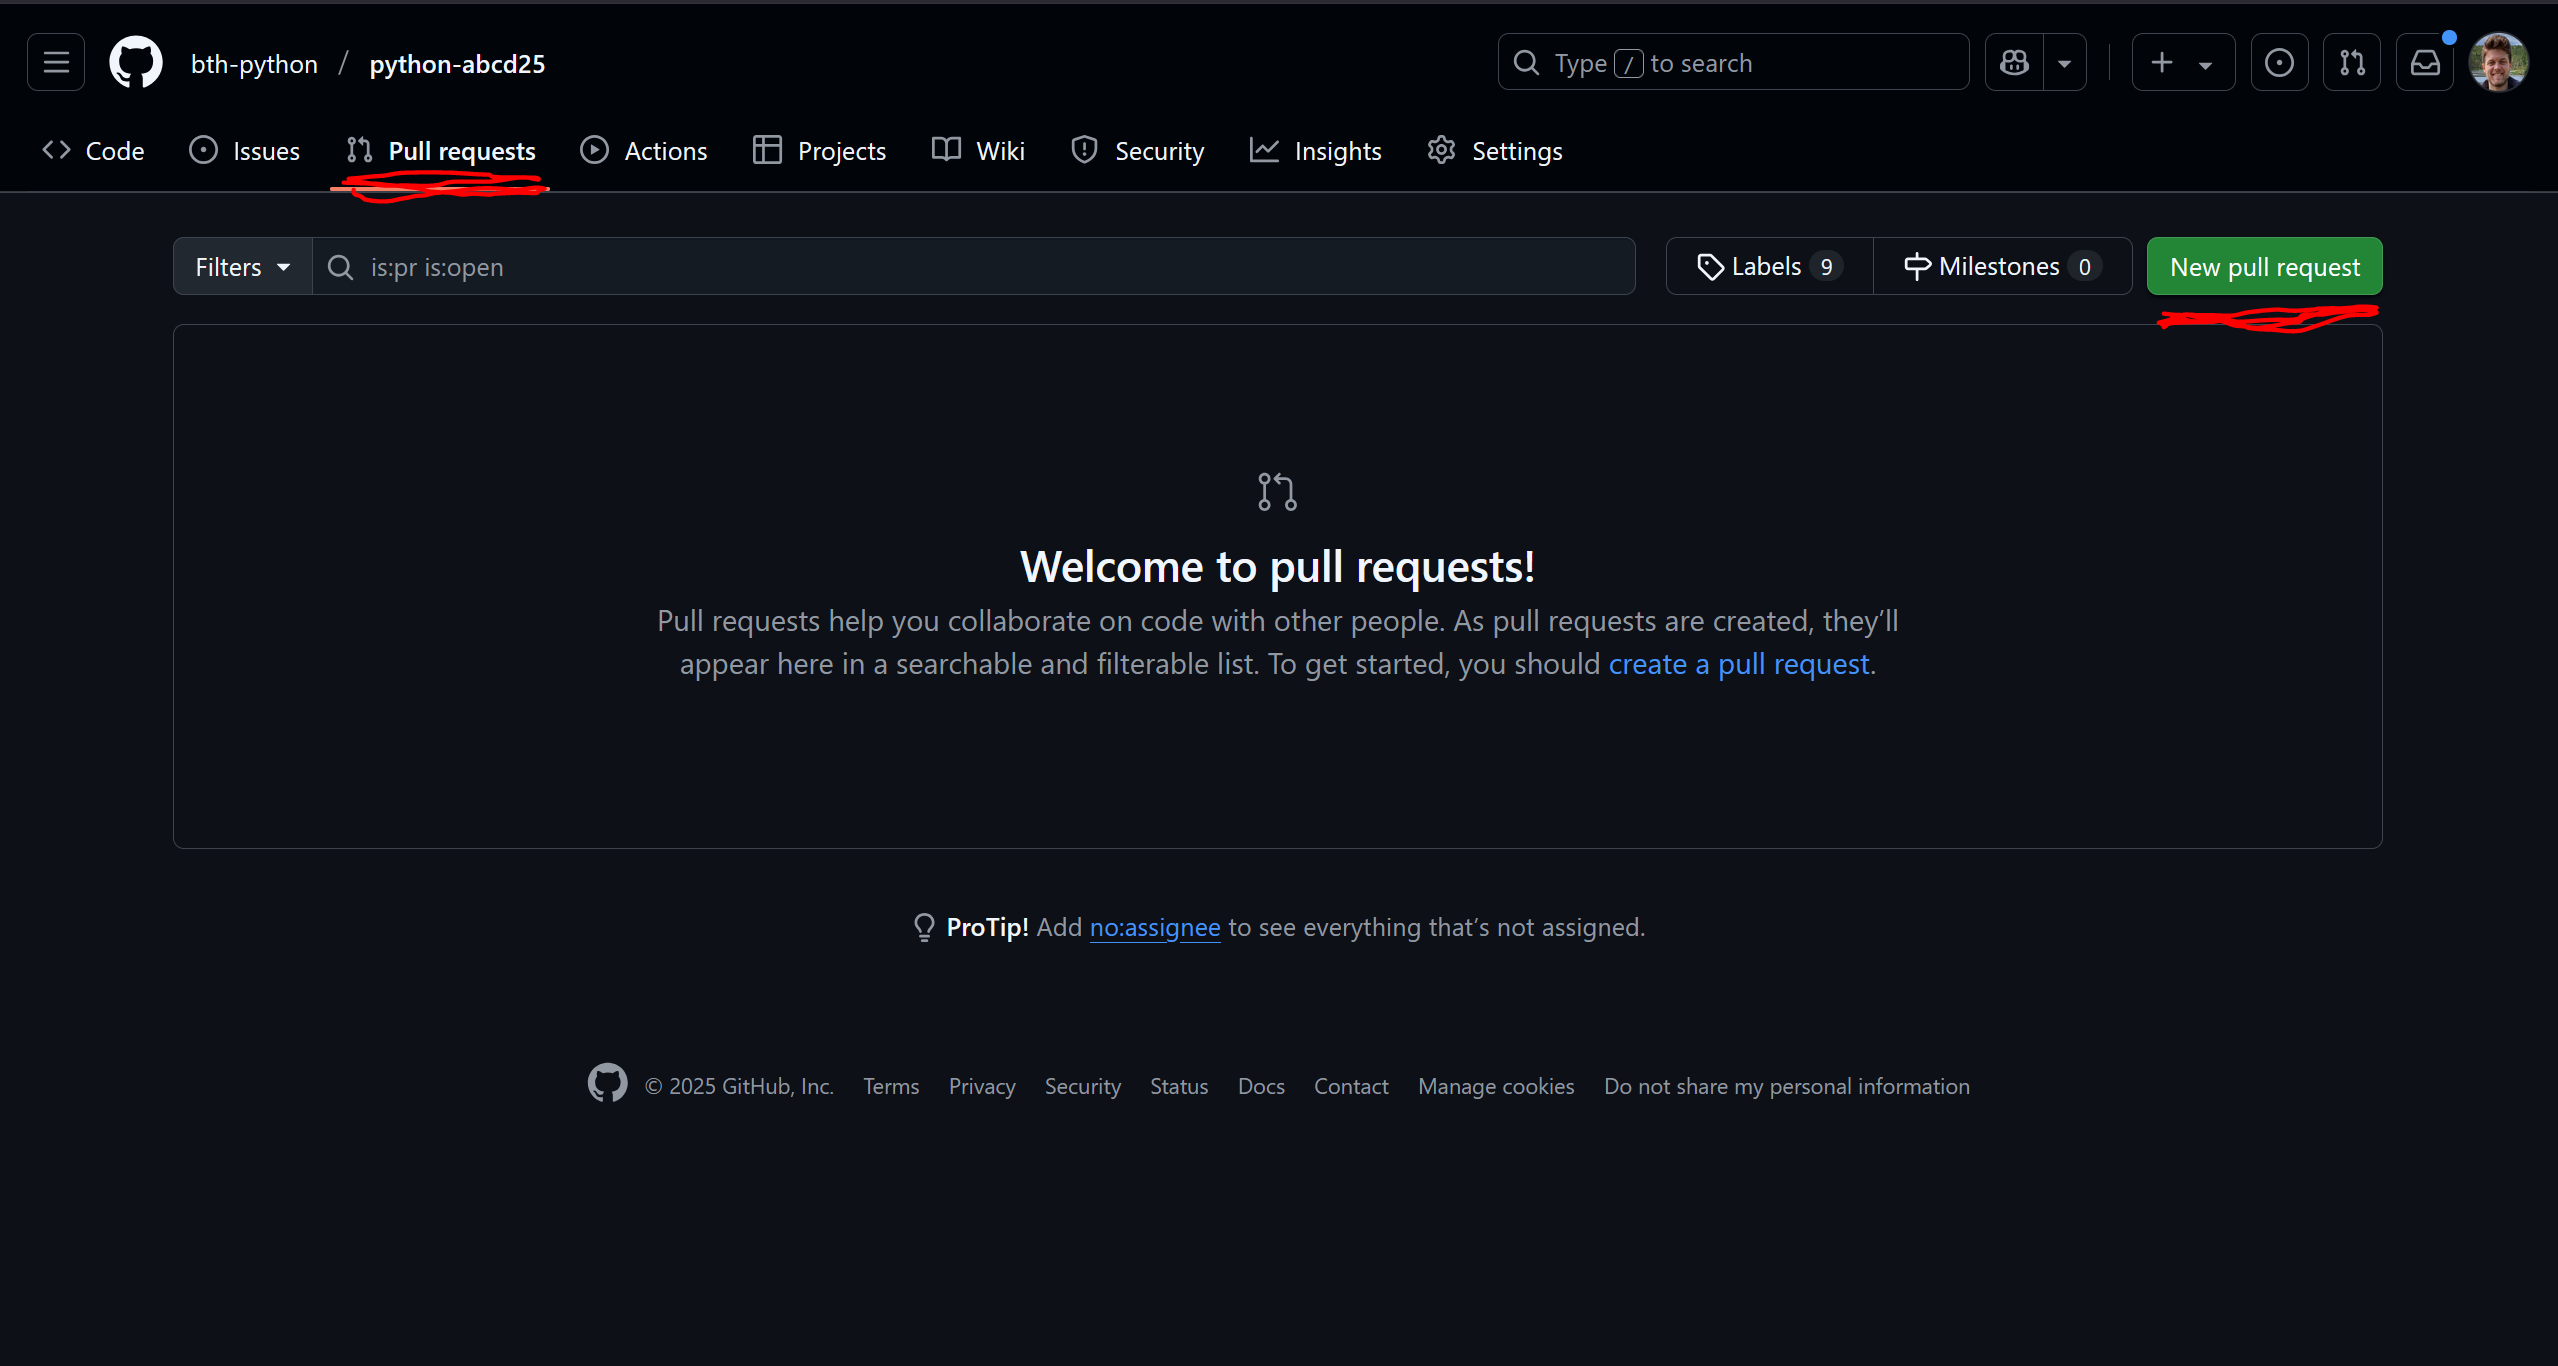 bth-python / python-abcd25
Type / to search
Code Issues Pull requests Actions Projects Wiki Security Insights Settings
Filters is:pr is:open Labels 9 Milestones 0 New pull request
Welcome to pull requests!
Pull requests help you collaborate on code with other people. As pull requests are created, they’ll
appear here in a searchable and filterable list. To get started, you should create a pull request.
ProTip! Add no:assignee to see everything that’s not assigned.
© 2025 GitHub, Inc. Terms Privacy Security Status Docs Contact Manage cookies Do not share my personal information